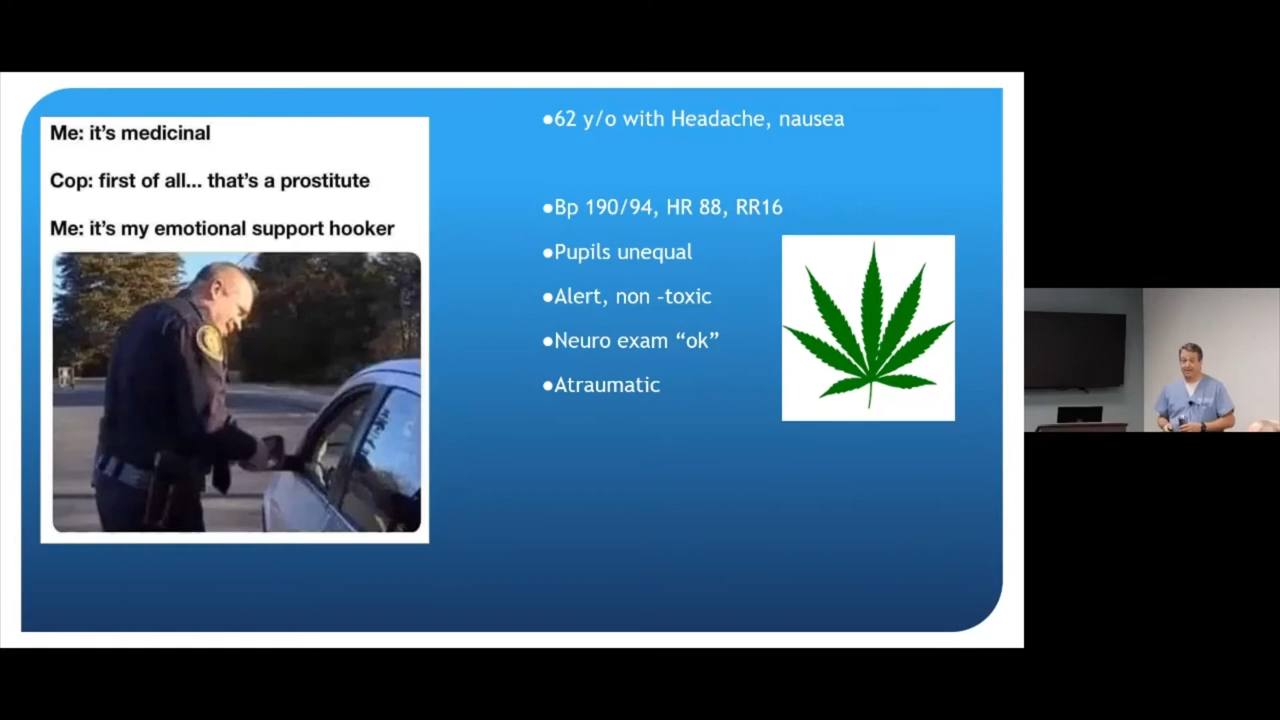 Me: it's medicinal
Cop: first of all... that's a prostitute
Me: it's my emotional support hooker
●62 y/o with Headache, nausea
●Bp 190/94, HR 88, RR16
●Pupils unequal
●Alert, non -toxic
●Neuro exam “ok”
●Atraumatic